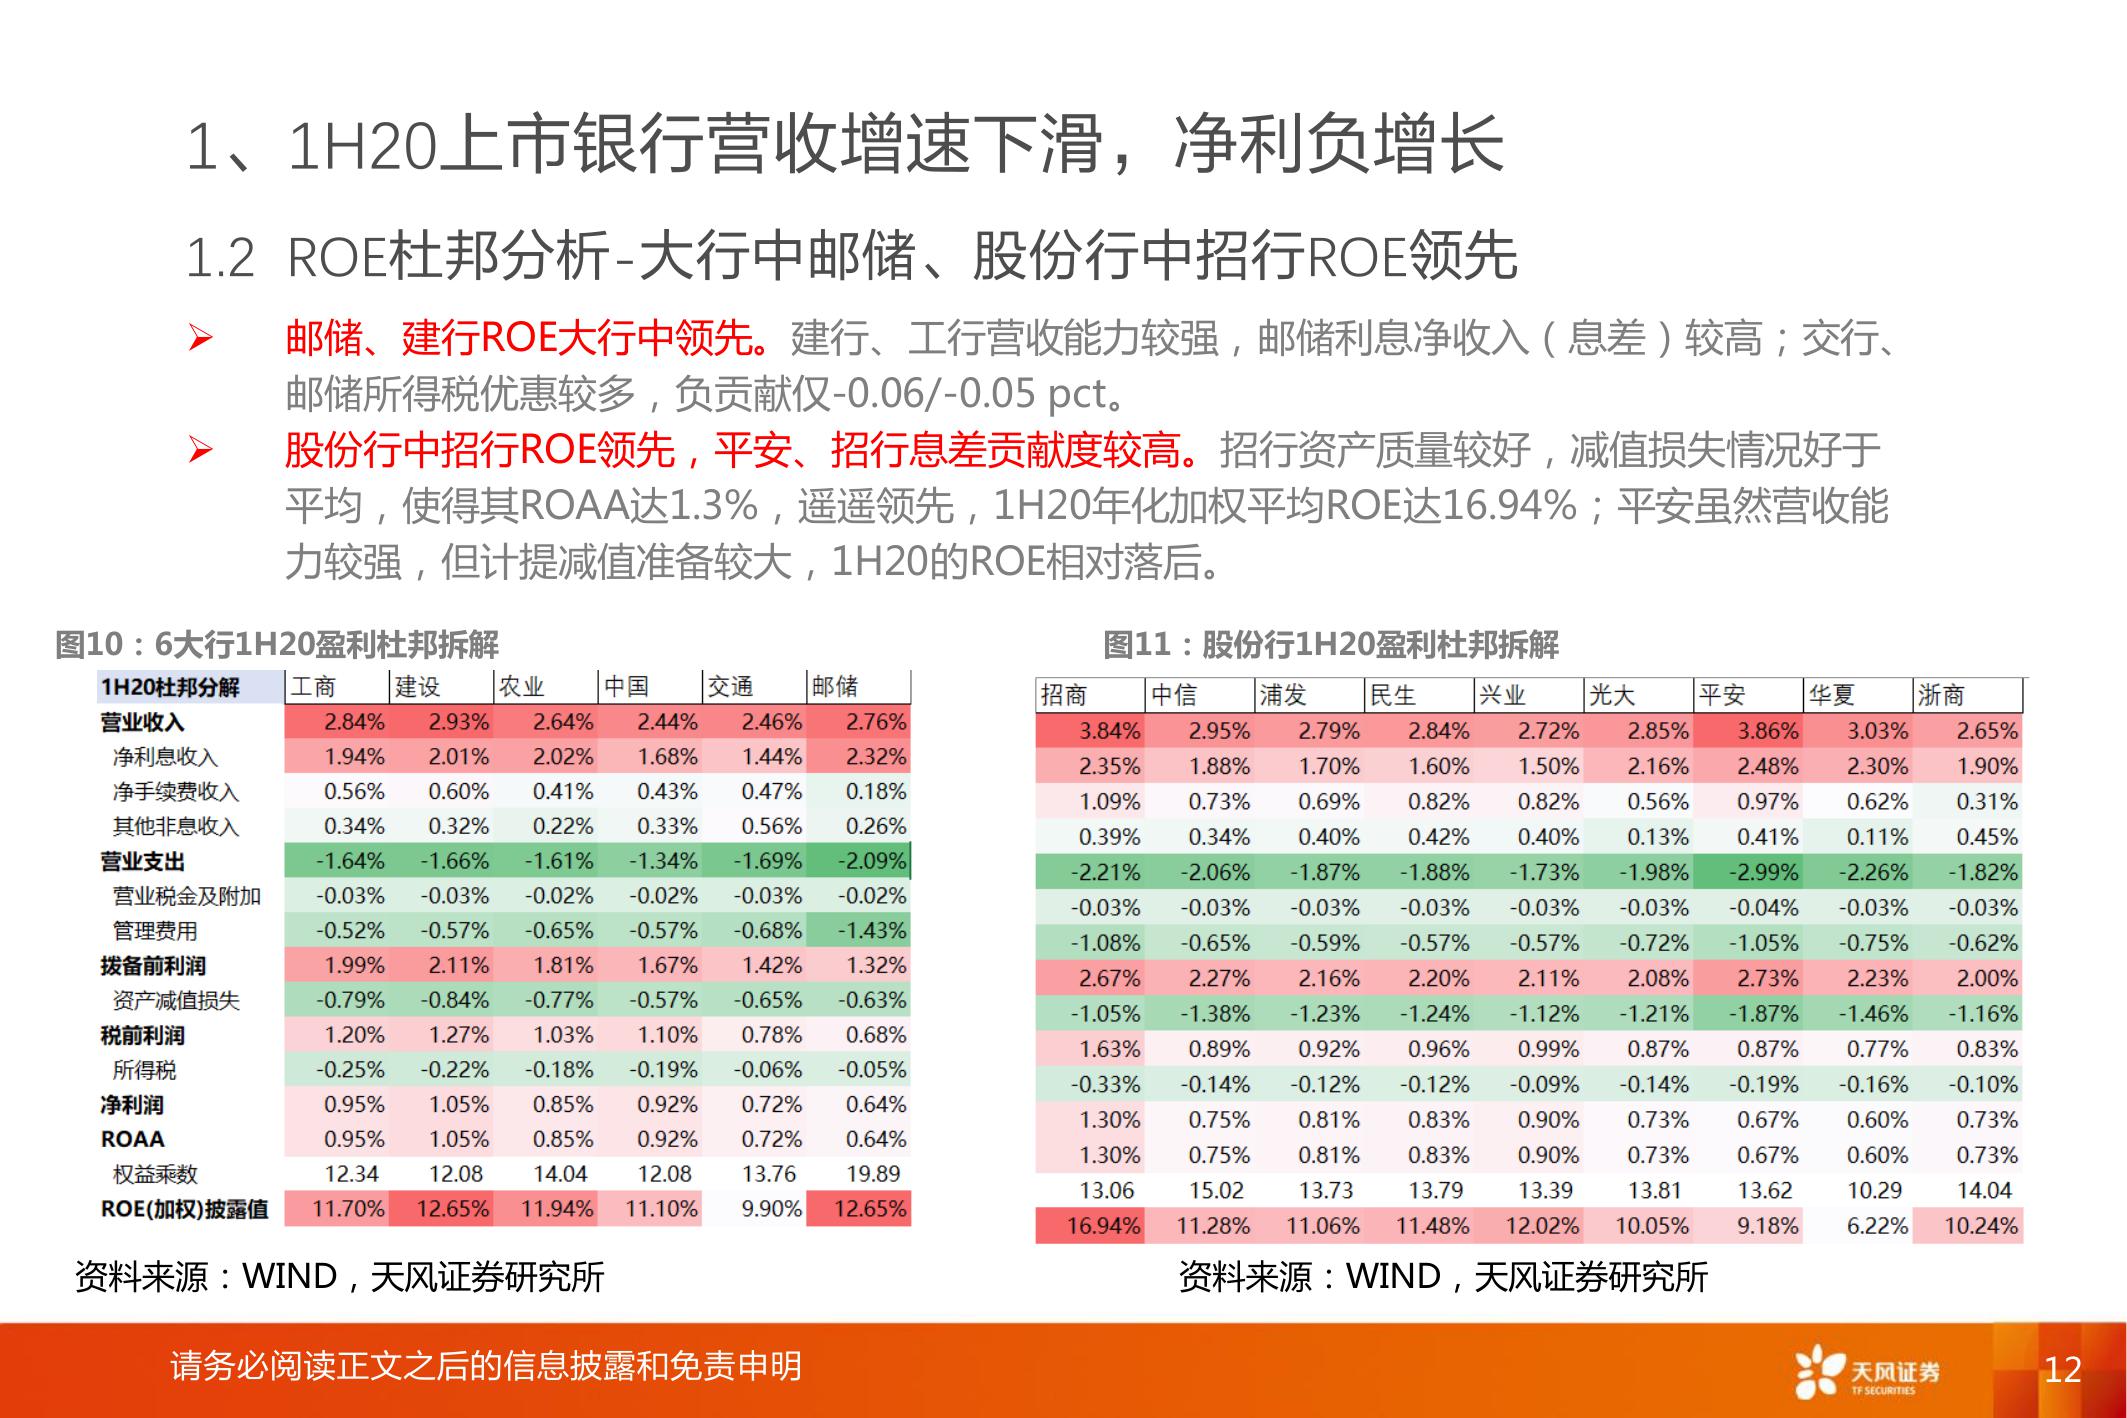 1、1H20上市银行营收增速下滑，净利负增长
1.2 ROE杜邦分析-大行中邮储、股份行中招行ROE领先
邮储、建行ROE大行中领先。建行、工行营收能力较强，邮储利息净收入（息差）较高；交行、
邮储所得税优惠较多，负贡献仅-0.06/-0.05 pct。
股份行中招行ROE领先，平安、招行息差贡献度较高。招行资产质量较好，减值损失情况好于
平均，使得其ROAA达1.3%，遥遥领先，1H20年化加权平均ROE达16.94%；平安虽然营收能
力较强，但计提减值准备较大，1H20的ROE相对落后。
图10：6大行1H20盈利杜邦拆解
1H20杜邦分解 工商 建设 农业 中国 交通 邮储
营业收入 2.84% 2.93% 2.64% 2.44% 2.46% 2.76%
净利息收入 1.94% 2.01% 2.02% 1.68% 1.44% 2.32%
净手续费收入 0.56% 0.60% 0.41% 0.43% 0.47% 0.18%
其他非息收入 0.34% 0.32% 0.22% 0.33% 0.56% 0.26%
营业支出 -1.64% -1.66% -1.61% -1.34% -1.69% -2.09%
营业税金及附加 -0.03% -0.03% -0.02% -0.02% -0.03% -0.02%
管理费用 -0.52% -0.57% -0.65% -0.57% -0.68% -1.43%
拨备前利润 1.99% 2.11% 1.81% 1.67% 1.42% 1.32%
资产减值损失 -0.79% -0.84% -0.77% -0.57% -0.65% -0.63%
税前利润 1.20% 1.27% 1.03% 1.10% 0.78% 0.68%
所得税 -0.25% -0.22% -0.18% -0.19% -0.06% -0.05%
净利润 0.95% 1.05% 0.85% 0.92% 0.72% 0.64%
ROAA 0.95% 1.05% 0.85% 0.92% 0.72% 0.64%
权益乘数 12.34 12.08 14.04 12.08 13.76 19.89
ROE(加权)披露值 11.70% 12.65% 11.94% 11.10% 9.90% 12.65%
资料来源：WIND，天风证券研究所
图11：股份行1H20盈利杜邦拆解
招商 中信 浦发 民生 兴业 光大 平安 华夏 浙商
3.84% 2.95% 2.79% 2.84% 2.72% 2.85% 3.86% 3.03% 2.65%
2.35% 1.88% 1.70% 1.60% 1.50% 2.16% 2.48% 2.30% 1.90%
1.09% 0.73% 0.69% 0.82% 0.82% 0.56% 0.97% 0.62% 0.31%
0.39% 0.34% 0.40% 0.42% 0.40% 0.13% 0.41% 0.11% 0.45%
-2.21% -2.06% -1.87% -1.88% -1.73% -1.98% -2.99% -2.26% -1.82%
-0.03% -0.03% -0.03% -0.03% -0.03% -0.03% -0.04% -0.03% -0.03%
-1.08% -0.65% -0.59% -0.57% -0.57% -0.72% -1.05% -0.75% -0.62%
2.67% 2.27% 2.16% 2.20% 2.11% 2.08% 2.73% 2.23% 2.00%
-1.05% -1.38% -1.23% -1.24% -1.12% -1.21% -1.87% -1.46% -1.16%
1.63% 0.89% 0.92% 0.96% 0.99% 0.87% 0.87% 0.77% 0.83%
-0.33% -0.14% -0.12% -0.12% -0.09% -0.14% -0.19% -0.16% -0.10%
1.30% 0.75% 0.81% 0.83% 0.90% 0.73% 0.67% 0.60% 0.73%
1.30% 0.75% 0.81% 0.83% 0.90% 0.73% 0.67% 0.60% 0.73%
13.06 15.02 13.73 13.79 13.39 13.81 13.62 10.29 14.04
16.94% 11.28% 11.06% 11.48% 12.02% 10.05% 9.18% 6.22% 10.24%
资料来源：WIND，天风证券研究所
请务必阅读正文之后的信息披露和免责申明
天风证券
TF SECURITIES
12